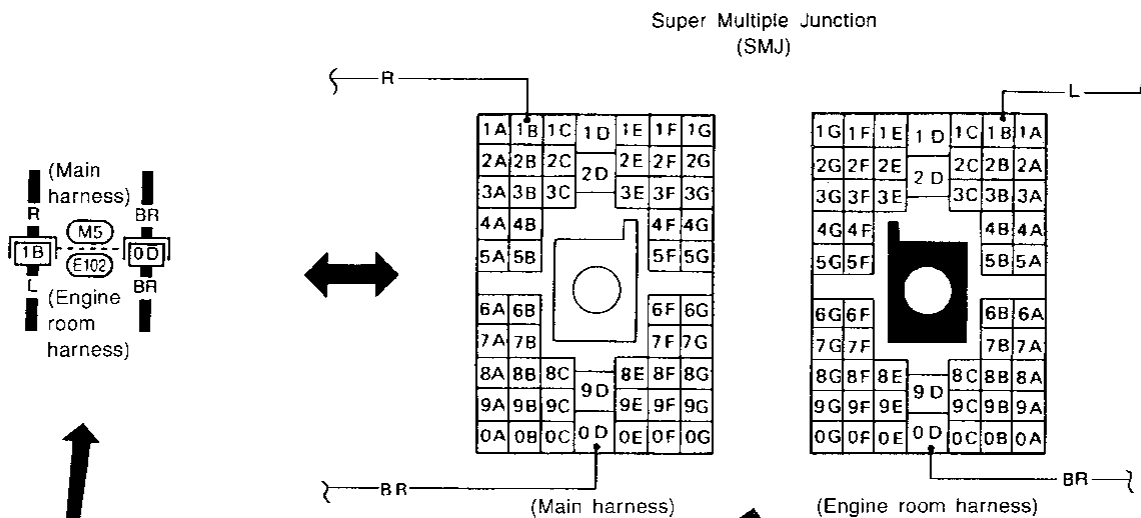 Super Multiple Junction
(SMJ)
R
L
1A 1B 1C 1D 1E 1F 1G
2A 2B 2C 2D 2E 2F 2G
3A 3B 3C 3E 3F 3G
4A 4B 4F 4G
5A 5B 5F 5G
6A 6B 6F 6G
7A 7B 7F 7G
8A 8B 8C 8E 8F 8G
9A 9B 9C 9D 9E 9F 9G
0A 0B 0C 0D 0E 0F 0G
BR
(Main harness)
1G 1F 1E 1D 1C 1B 1A
2G 2F 2E 2D 2C 2B 2A
3G 3F 3E 3C 3B 3A
4G 4F 4B 4A
5G 5F 5B 5A
6G 6F 6B 6A
7G 7F 7B 7A
8G 8F 8E 8C 8B 8A
9G 9F 9E 9D 9C 9B 9A
0G 0F 0E 0D 0C 0B 0A
BR
(Engine room harness)
(Main
harness)
R BR
M5
1B 0D
E102
L BR
(Engine
room
harness)